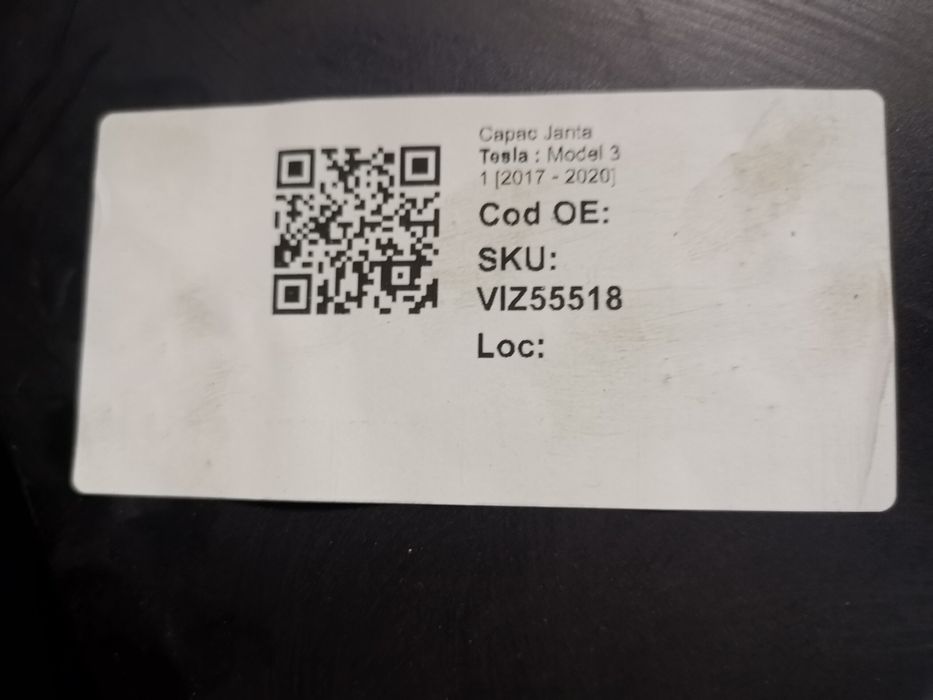 Capac Janta
Tesla : Model 3
1 [2017 - 2020]
Cod OE:
SKU:
VIZ55518
Loc: